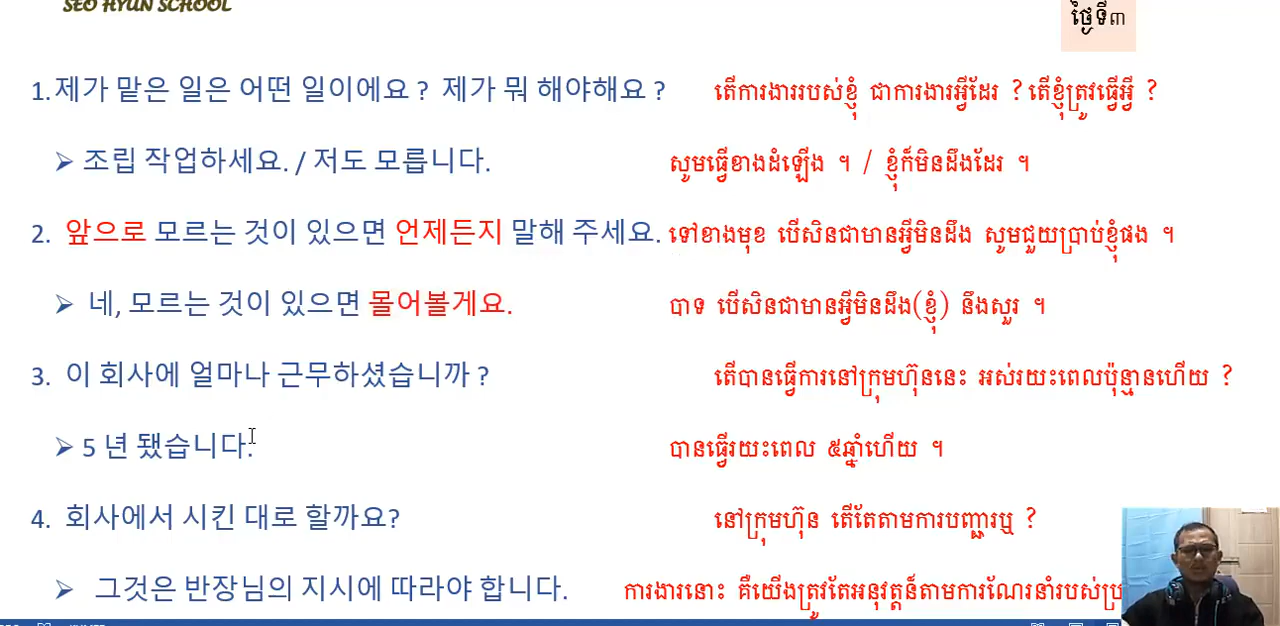 SEO HYUN SCHOOL
ថ្ងៃទី៣
1. 제가 맡은 일은 어떤 일이에요 ? 제가 뭐 해야해요 ? តើការងាររបស់ខ្ញុំ ជាការងារអ្វីដែរ ? តើខ្ញុំត្រូវធ្វើអ្វី ?
➢ 조립 작업하세요. / 저도 모릅니다. សូមធ្វើខាងដំឡើង ។ / ខ្ញុំក៏មិនដឹងដែរ ។
2. 앞으로 모르는 것이 있으면 언제든지 말해 주세요. ទៅខាងមុខ បើសិនជាមានអ្វីមិនដឹង សូមជួយប្រាប់ខ្ញុំផង ។
➢ 네, 모르는 것이 있으면 몰어볼게요. បាទ បើសិនជាមានអ្វីមិនដឹង(ខ្ញុំ) នឹងសួរ ។
3. 이 회사에 얼마나 근무하셨습니까 ? តើបានធ្វើការនៅក្រុមហ៊ុននេះ អស់រយះពេលប៉ុន្មានហើយ ?
➢ 5 년 됐습니다. បានធ្វើរយះពេល ៥ឆ្នាំហើយ ។
4. 회사에서 시킨 대로 할까요? នៅក្រុមហ៊ុន តើតែតាមការបញ្ជារឬ ?
➢ 그것은 반장님의 지시에 따라야 합니다. ការងារនោះ គឺយើងត្រូវតែអនុវត្តន៍តាមការណែរនាំរបស់ប្រ